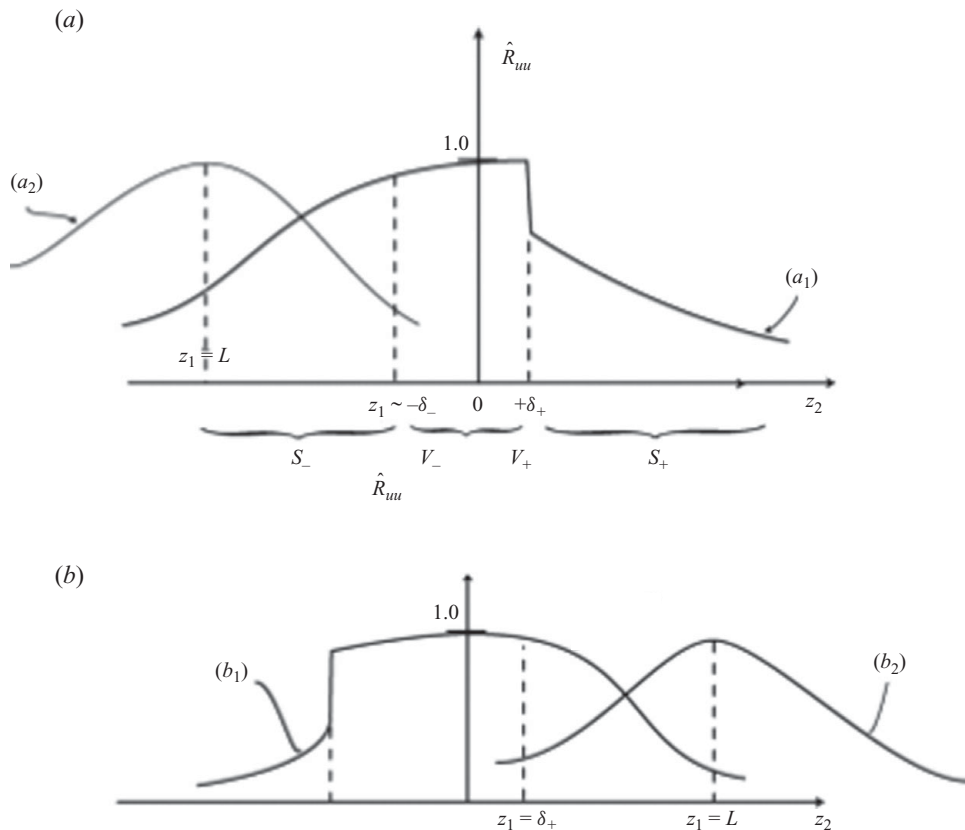 (a)
R̂uu
1.0
(a2)
(a1)
z1 = L
z1 ~ –δ– 0 +δ+ z2
S– V– V+ S+
R̂uu
(b)
1.0
(b1)
(b2)
z1 = δ+ z1 = L z2